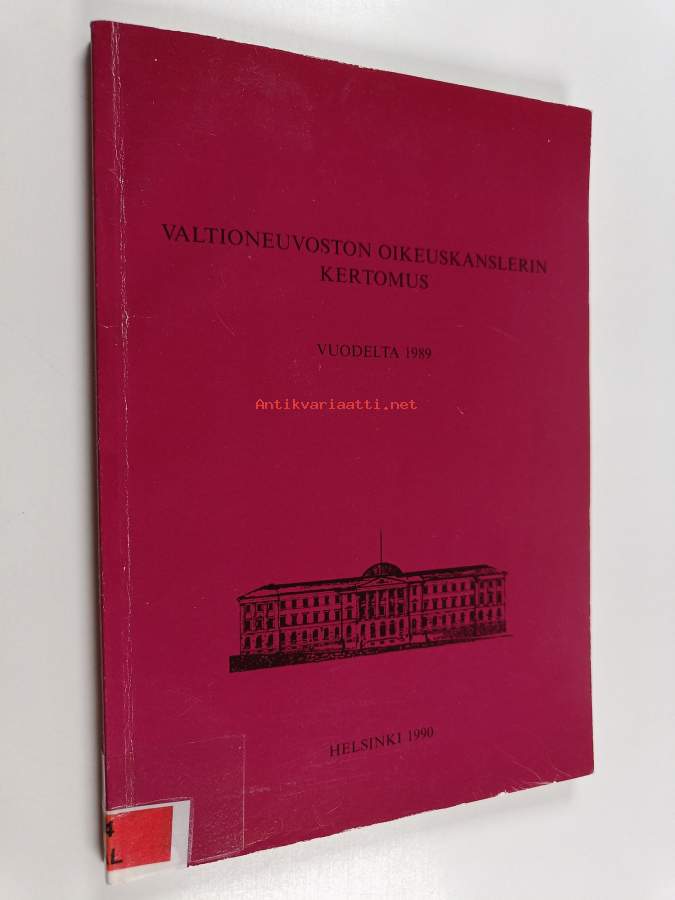 VALTIONEUVOSTON OIKEUSKANSLERIN
KERTOMUS
VUODELTA 1989
Antikvariaatti.net
HELSINKI 1990